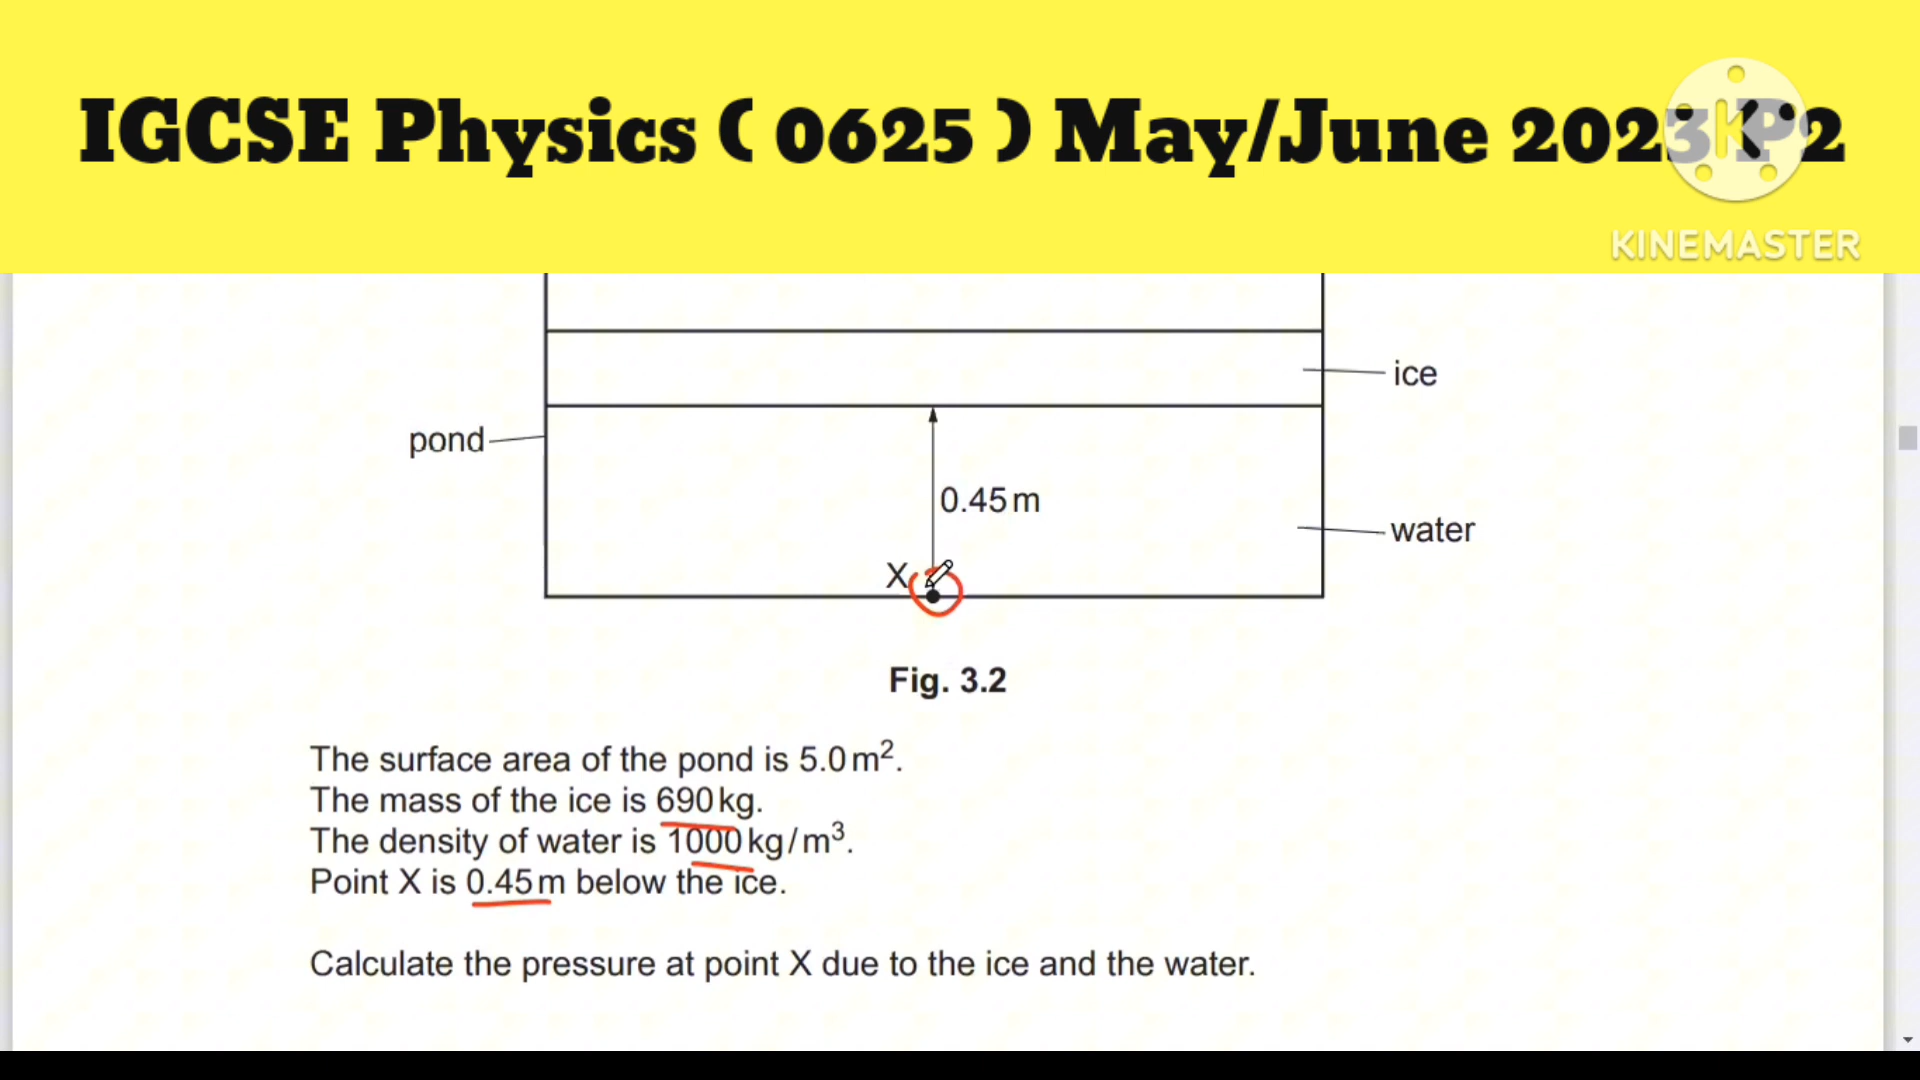 IGCSE Physics ( 0625 ) May/June 2023 P2
KINEMASTER
ice
pond
0.45 m
water
X
Fig. 3.2
The surface area of the pond is 5.0 m².
The mass of the ice is 690 kg.
The density of water is 1000 kg/m³.
Point X is 0.45 m below the ice.
Calculate the pressure at point X due to the ice and the water.